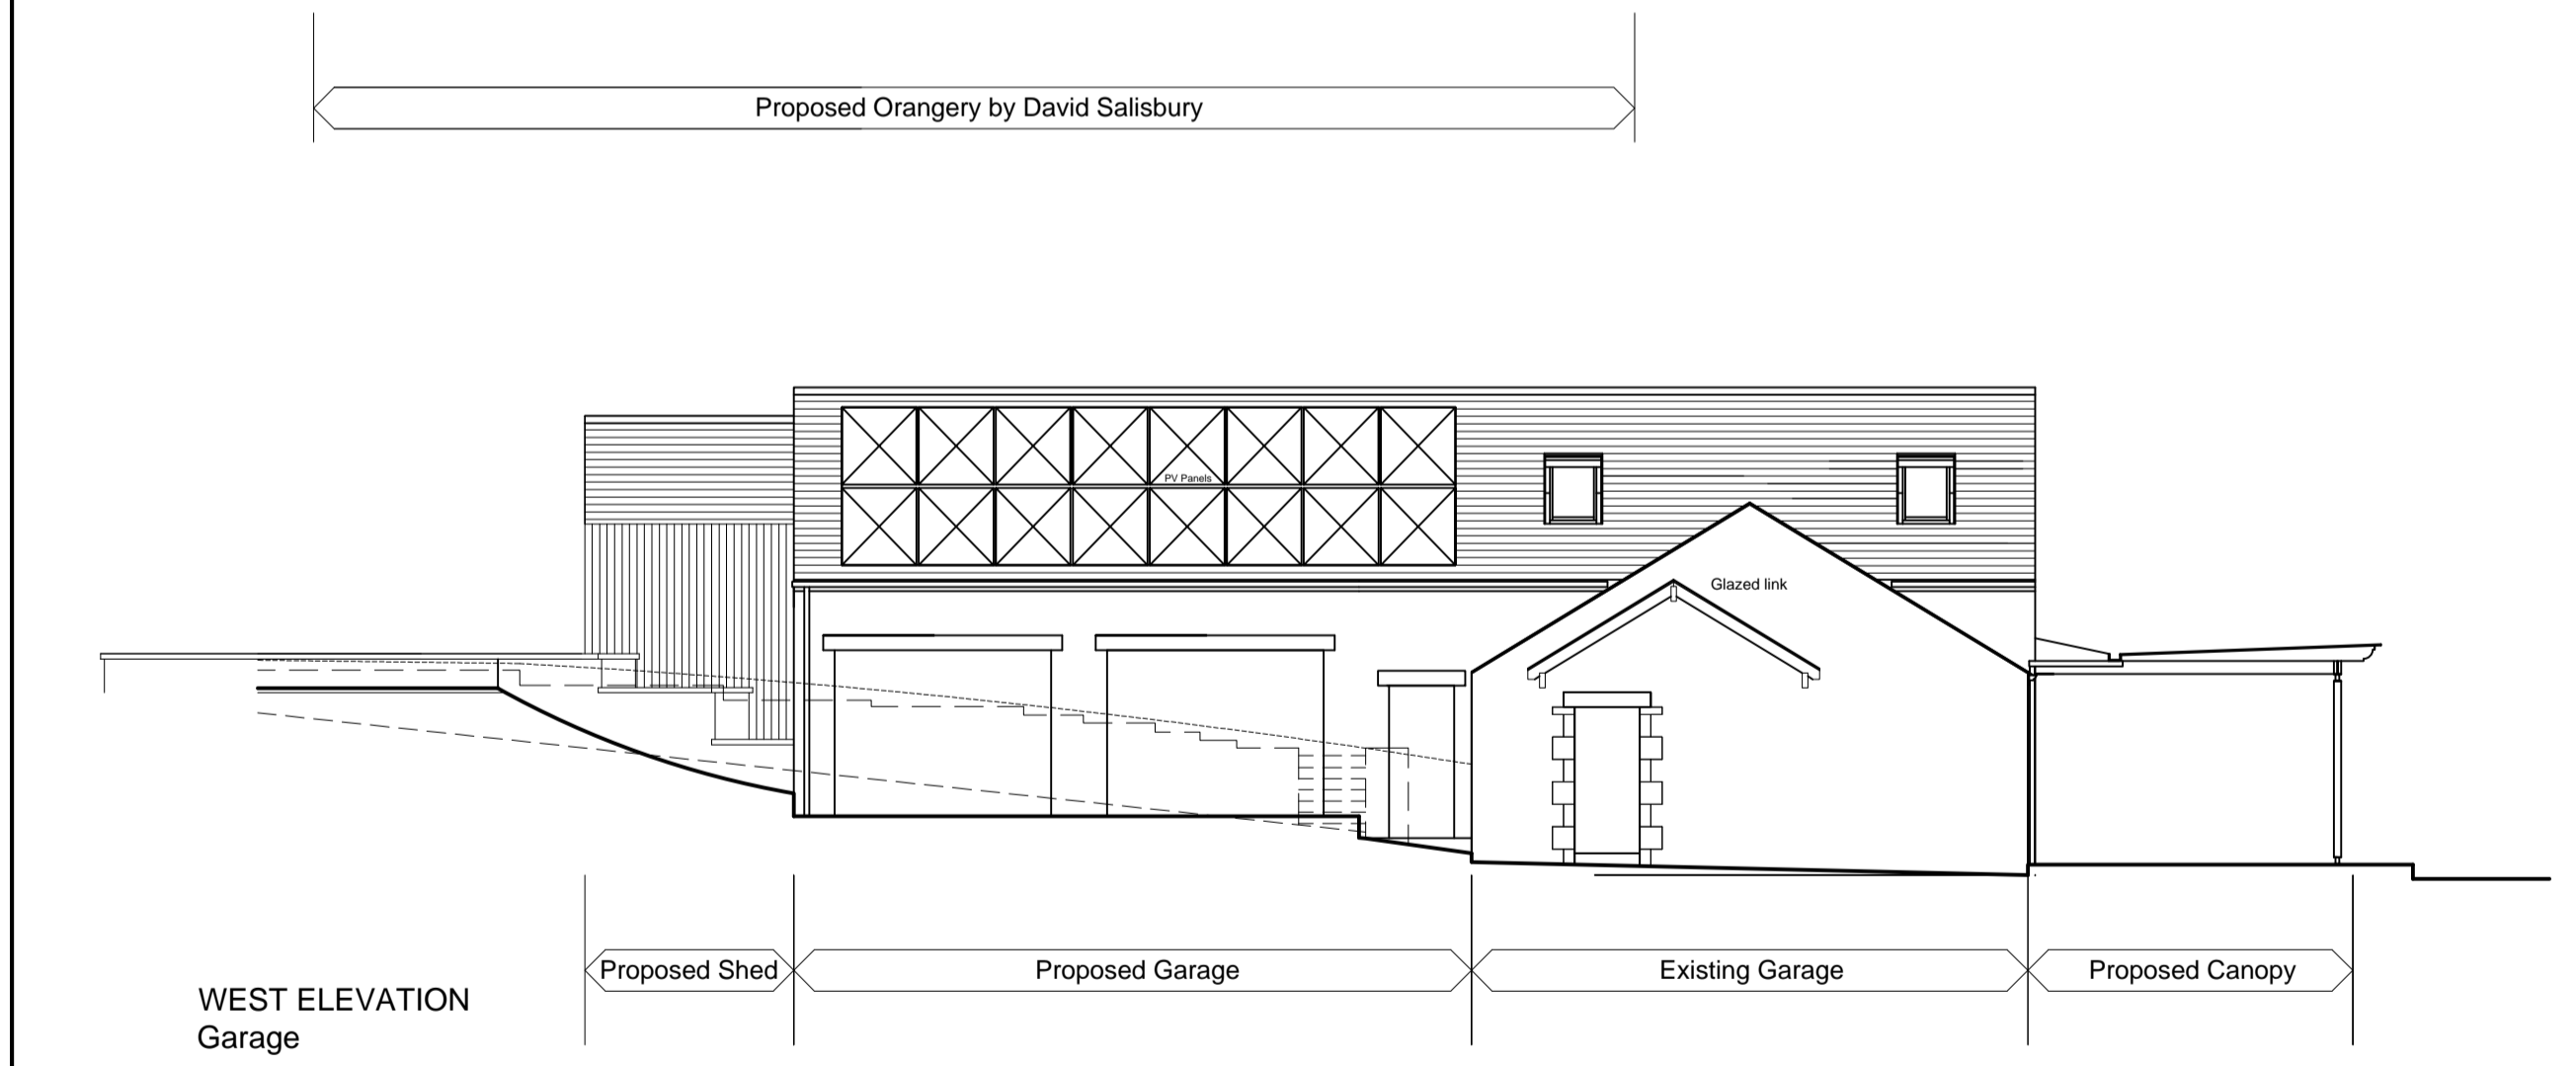 Proposed Orangery by David Salisbury
PV Panels
Glazed link
Proposed Shed
Proposed Garage
Existing Garage
Proposed Canopy
WEST ELEVATION
Garage